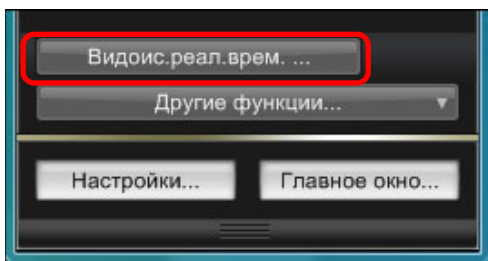 Видоис.реал.врем. ...
Другие функции...
Настройки... Главное окно...